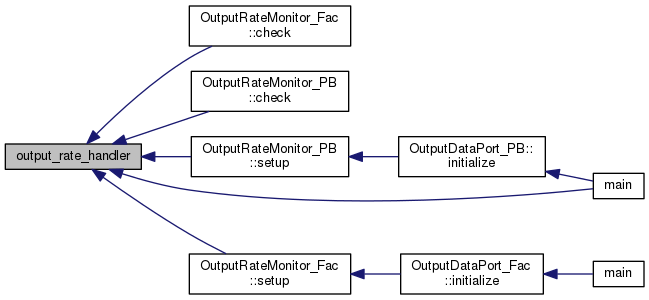 OutputRateMonitor_Fac
::check
OutputRateMonitor_PB
::check
output_rate_handler
OutputRateMonitor_PB
::setup
OutputDataPort_PB::
initialize
main
OutputRateMonitor_Fac
::setup
OutputDataPort_Fac
::initialize
main